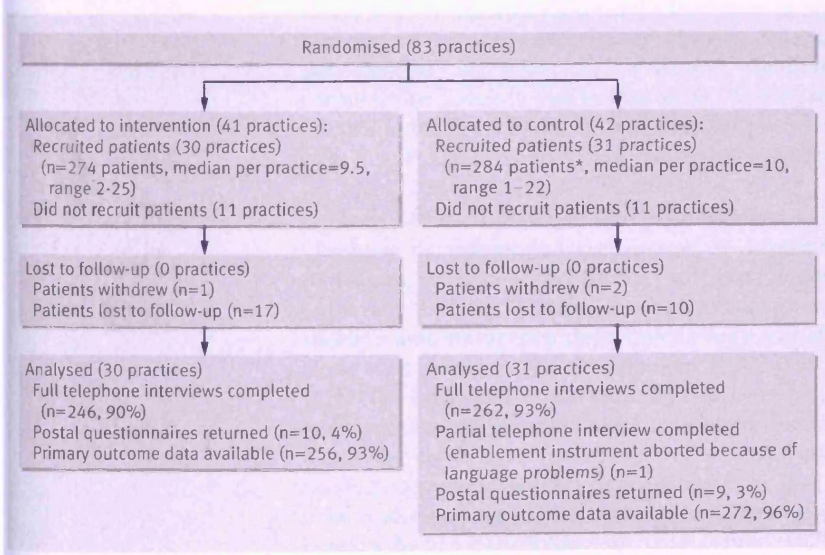 Randomised (83 practices)
Allocated to intervention (41 practices):
Recruited patients (30 practices)
(n=274 patients, median per practice=9.5,
range 2-25)
Did not recruit patients (11 practices)
Allocated to control (42 practices):
Recruited patients (31 practices)
(n=284 patients*, median per practice=10,
range 1-22)
Did not recruit patients (11 practices)
Lost to follow-up (0 practices)
Patients withdrew (n=1)
Patients lost to follow-up (n=17)
Lost to follow-up (0 practices)
Patients withdrew (n=2)
Patients lost to follow-up (n=10)
Analysed (30 practices)
Full telephone interviews completed
(n=246, 90%)
Postal questionnaires returned (n=10, 4%)
Primary outcome data available (n=256, 93%)
Analysed (31 practices)
Full telephone interviews completed
(n=262, 93%)
Partial telephone interview completed
(enablement instrument aborted because of
language problems) (n=1)
Postal questionnaires returned (n=9, 3%)
Primary outcome data available (n=272, 96%)